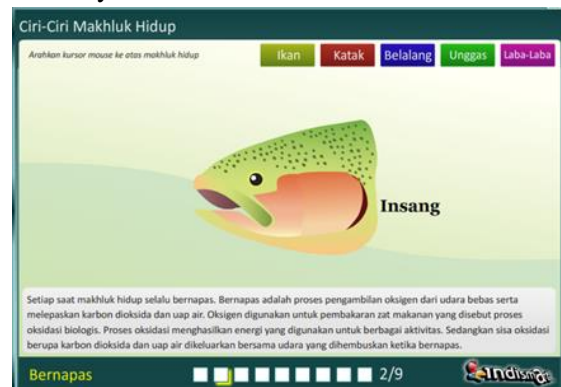 Ciri-Ciri Makhluk Hidup
Arahkan kursor mouse ke atas makhluk hidup
Ikan Katak Belalang Unggas Laba-Laba
Insang
Setiap saat makhluk hidup selalu bernapas. Bernapas adalah proses pengambilan oksigen dari udara bebas serta
melepaskan karbon dioksida dan uap air. Oksigen digunakan untuk pembakaran zat makanan yang disebut proses
oksidasi biologis. Proses oksidasi menghasilkan energi yang digunakan untuk berbagai aktivitas. Sedangkan sisa oksidasi
berupa karbon dioksida dan uap air dikeluarkan bersama udara yang dihembuskan ketika bernapas.
Bernapas 2/9